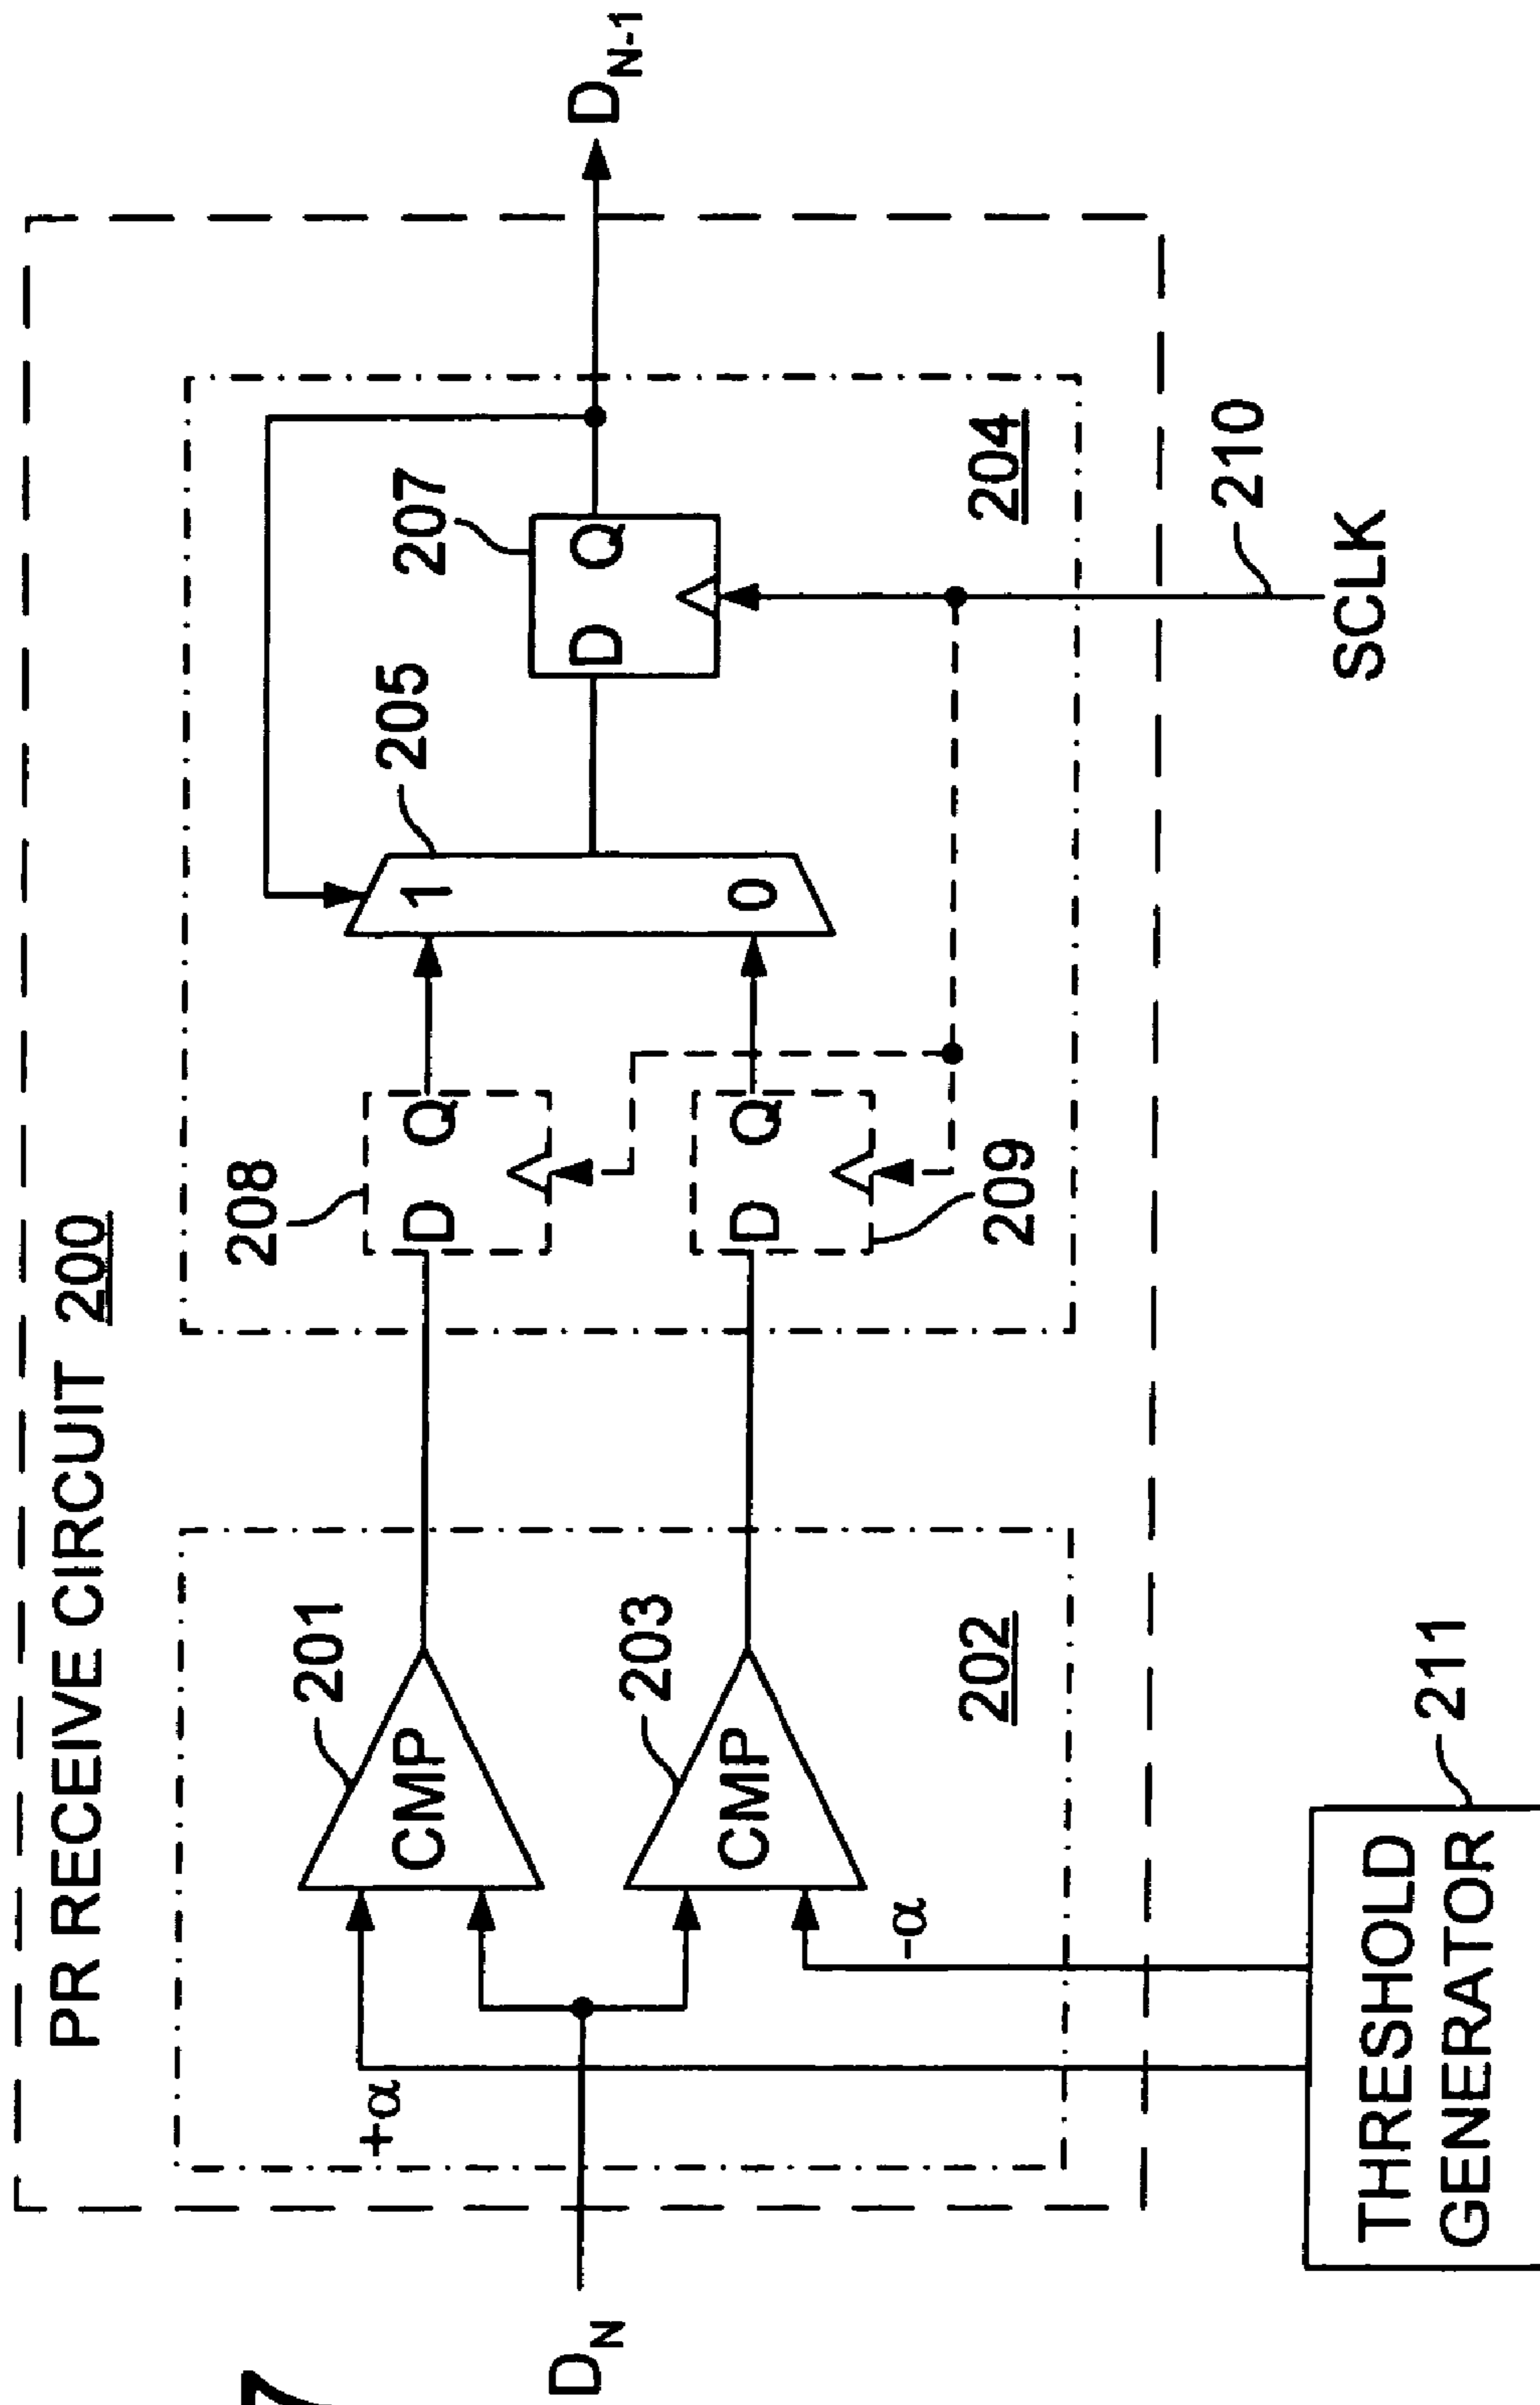 PR RECEIVE CIRCUIT 200
+α
201
CMP
208
D Q
205
1
207
D Q
D_N-1
D_N
203
CMP
-α
202
D Q
209
0
204
THRESHOLD
GENERATOR
211
SCLK
210
7